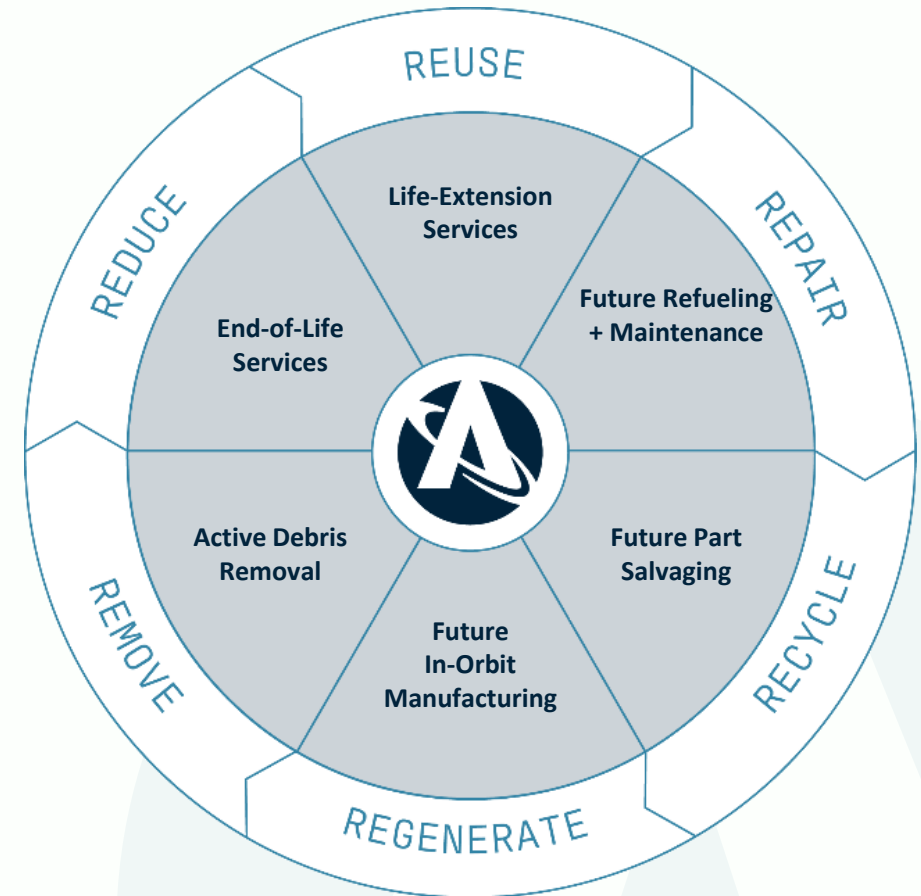 REUSE
REPAIR
RECYCLE
REGENERATE
REMOVE
REDUCE
Life-Extension
Services
Future Refueling
+ Maintenance
Future Part
Salvaging
Future
In-Orbit
Manufacturing
Active Debris
Removal
End-of-Life
Services
A